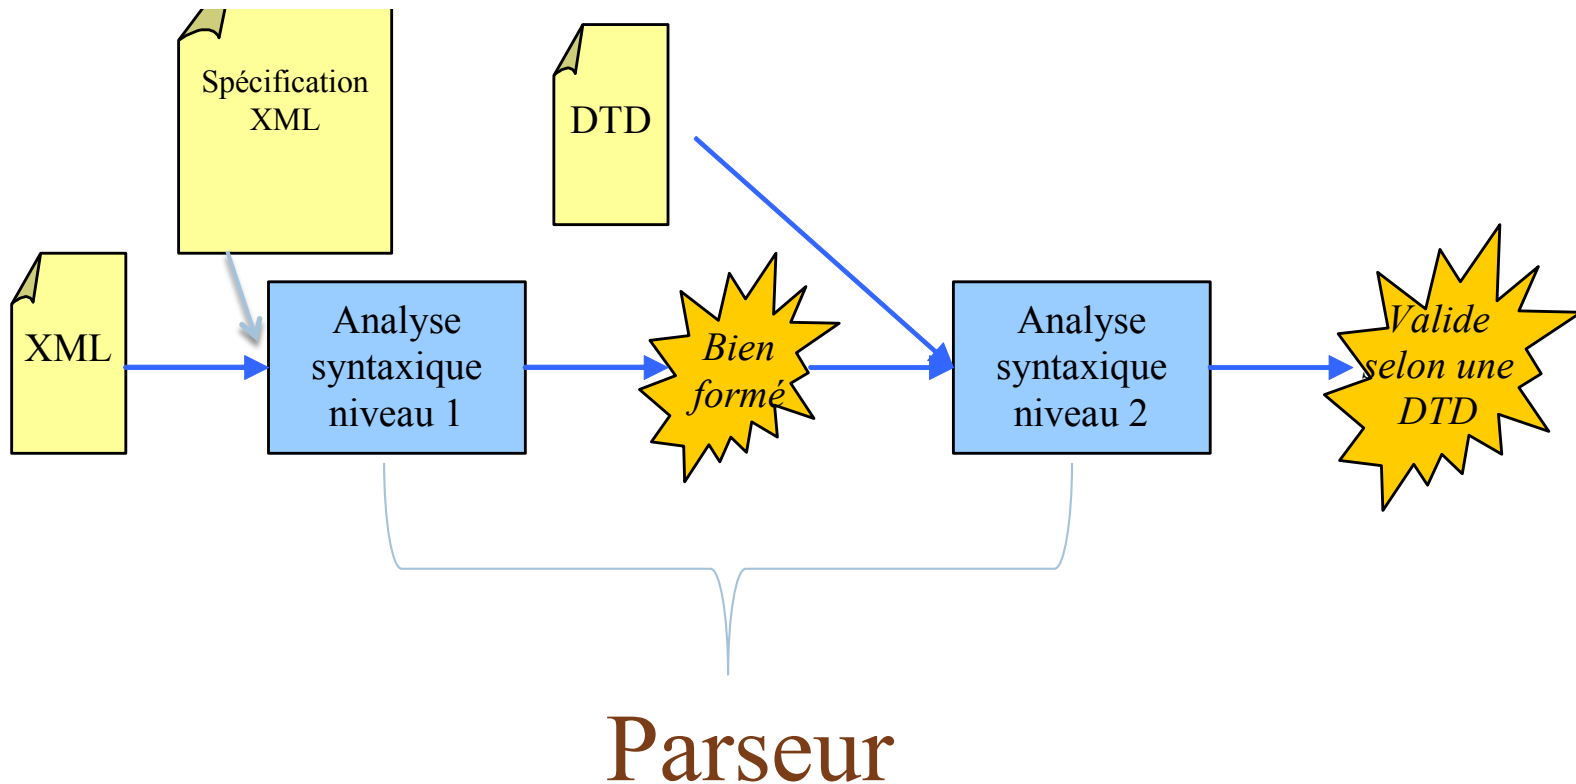 Spécification
XML
DTD
XML
Analyse
syntaxique
niveau 1
Bien
formé
Analyse
syntaxique
niveau 2
Valide
selon une
DTD
Parseur